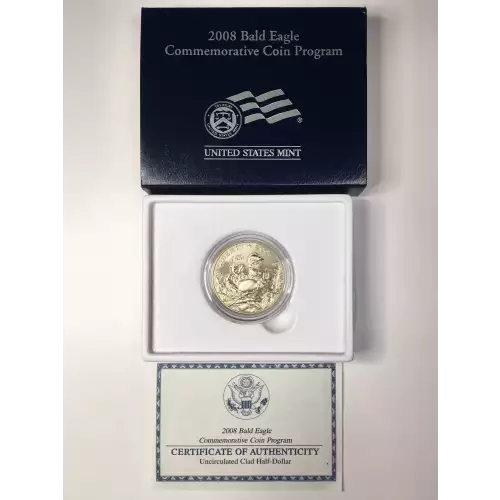 2008 Bald Eagle
Commemorative Coin Program
UNITED STATES MINT
2008 Bald Eagle
Commemorative Coin Program
CERTIFICATE OF AUTHENTICITY
Uncirculated Clad Half-Dollar